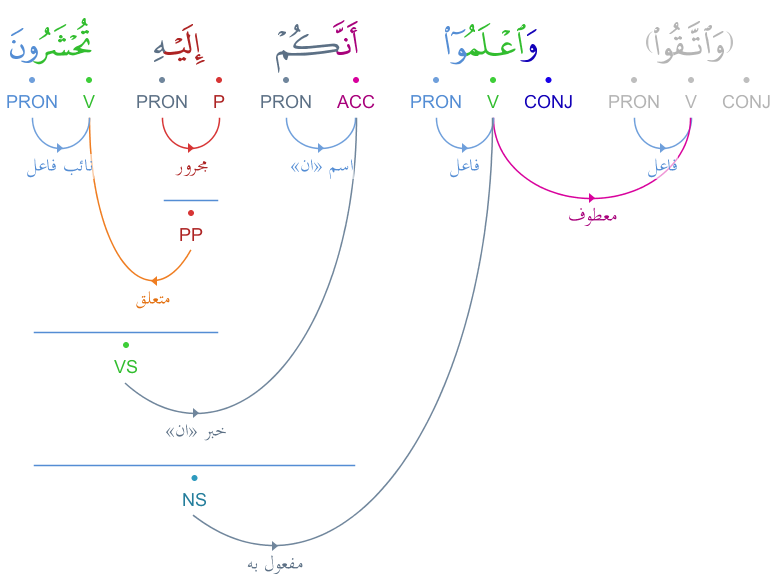 (وَٱتَّقُوا۟) وَٱعْلَمُوٓا۟ أَنَّكُمْ إِلَيْهِ تُحْشَرُونَ
CONJ V PRON CONJ V PRON ACC PRON P PRON V PRON
فاعل فاعل اسم «ان» مجرور نائب فاعل
معطوف
PP
متعلق
VS
خبر «ان»
NS
مفعول به